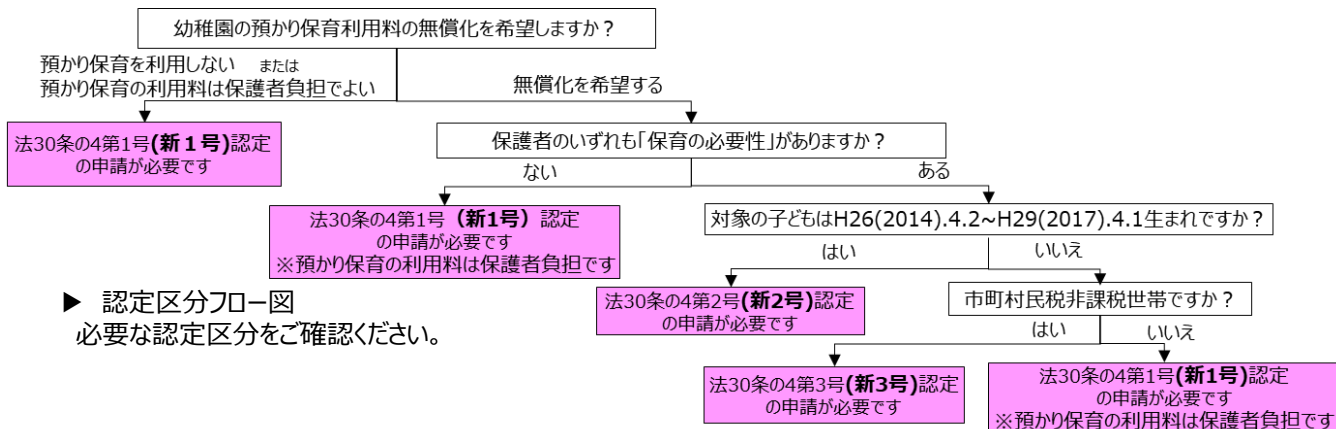 幼稚園の預かり保育利用料の無償化を希望しますか？
預かり保育を利用しない または
預かり保育の利用料は保護者負担でよい
無償化を希望する
法30条の4第1号(新１号)認定
の申請が必要です
保護者のいずれも「保育の必要性」がありますか？
ない
ある
法30条の4第1号（新1号）認定
の申請が必要です
※預かり保育の利用料は保護者負担です
対象の子どもはH26(2014).4.2~H29(2017).4.1生まれですか？
はい
いいえ
▶ 認定区分フロー図
必要な認定区分をご確認ください。
法30条の4第2号(新2号)認定
の申請が必要です
市町村民税非課税世帯ですか？
はい
いいえ
法30条の4第3号(新3号)認定
の申請が必要です
法30条の4第1号(新1号)認定
の申請が必要です
※預かり保育の利用料は保護者負担です